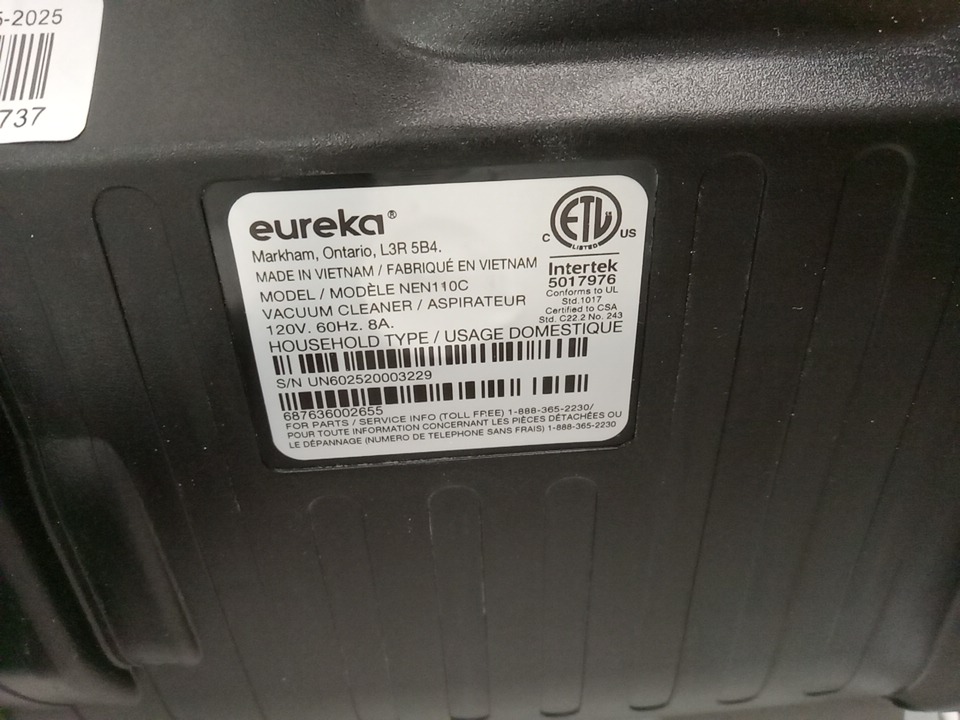 5-2025
737
eureka®
Markham, Ontario, L3R 5B4.
MADE IN VIETNAM / FABRIQUÉ EN VIETNAM
MODEL / MODÈLE NEN110C
VACUUM CLEANER / ASPIRATEUR
120V. 60Hz. 8A.
HOUSEHOLD TYPE / USAGE DOMESTIQUE
S/N UN602520003229
687636002655
FOR PARTS / SERVICE INFO (TOLL FREE) 1-888-365-2230/
POUR TOUTE INFORMATION CONCERNANT LES PIÈCES DÉTACHÉES OU
LE DÉPANNAGE (NUMERO DE TELEPHONE SANS FRAIS) 1-888-365-2230
ETL
C US
LISTED
Intertek
5017976
Conforms to UL
Std.1017
Certified to CSA
Std. C22.2 No. 243